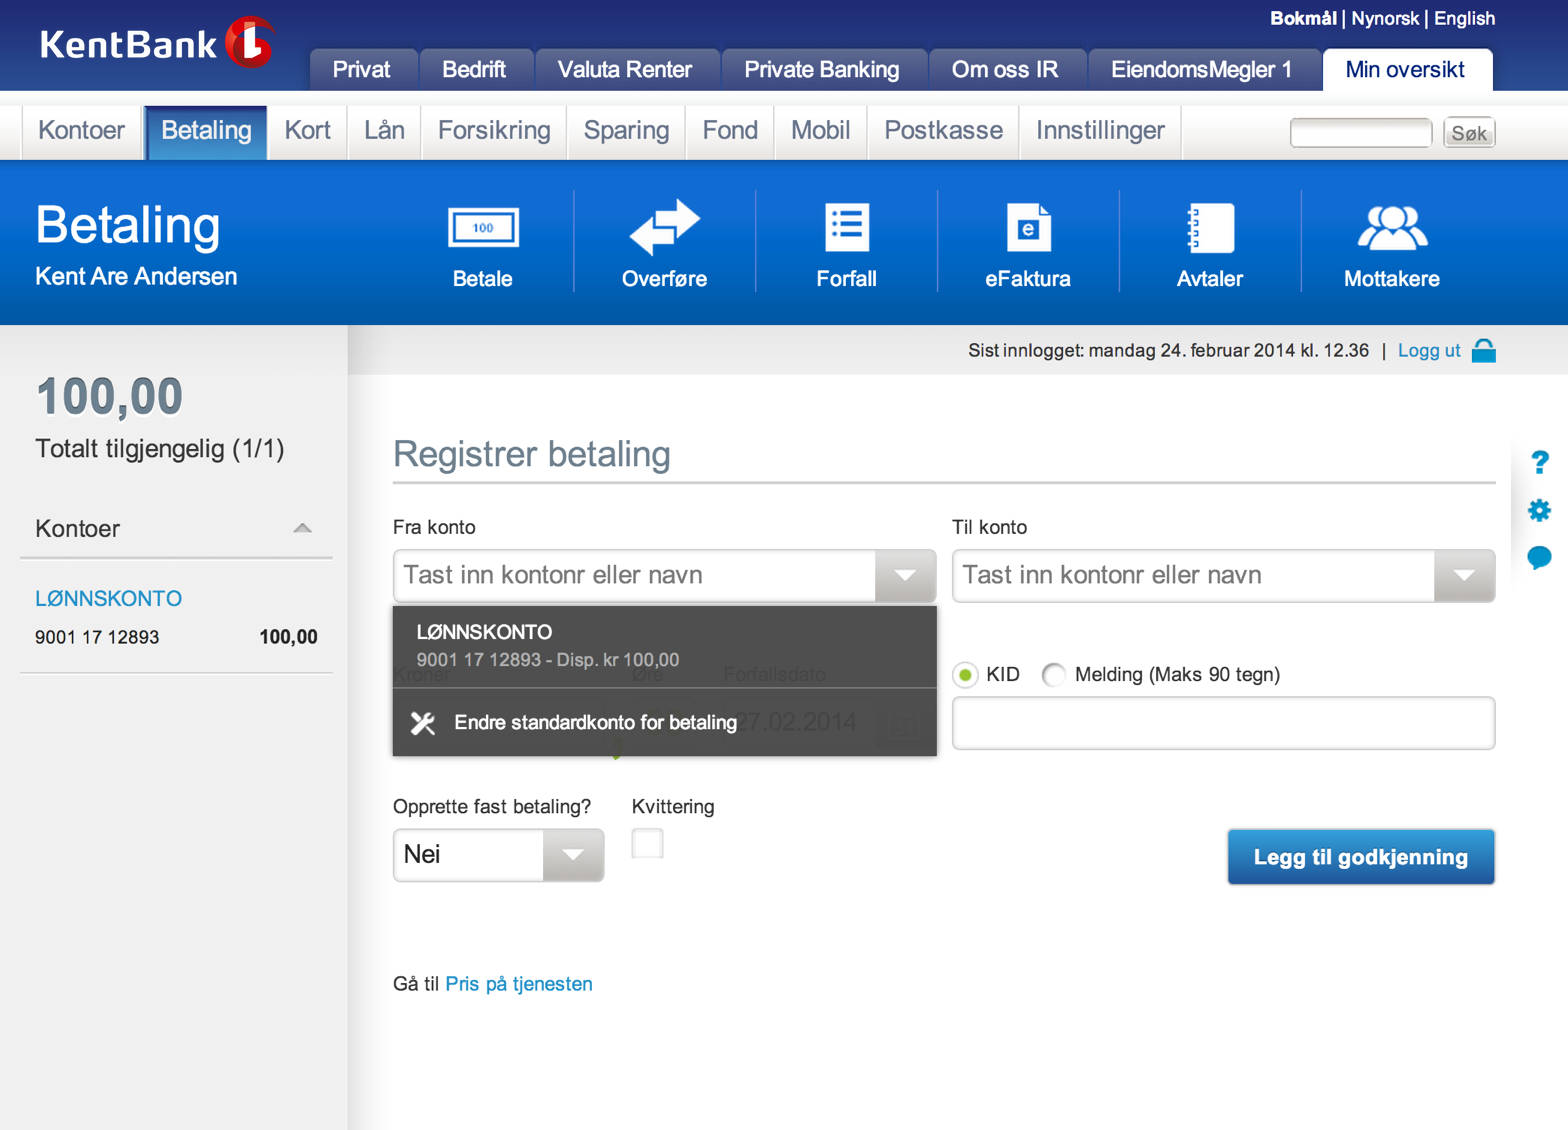 Bokmål | Nynorsk | English
KentBank
Privat
Bedrift
Valuta Renter
Private Banking
Om oss IR
EiendomsMegler 1
Min oversikt
Kontoer
Betaling
Kort
Lån
Forsikring
Sparing
Fond
Mobil
Postkasse
Innstillinger
Søk
Betaling
Kent Are Andersen
100
Betale
Overføre
Forfall
e
eFaktura
Avtaler
Mottakere
Sist innlogget: mandag 24. februar 2014 kl. 12.36 | Logg ut
100,00
Totalt tilgjengelig (1/1)
Kontoer
LØNNSKONTO
9001 17 12893 100,00
Registrer betaling
Fra konto
Tast inn kontonr eller navn
LØNNSKONTO
9001 17 12893 - Disp. kr 100,00
Kroner Øre Forfallsdato
Endre standardkonto for betaling
27.02.2014
Til konto
Tast inn kontonr eller navn
KID Melding (Maks 90 tegn)
?
Opprette fast betaling? Kvittering
Nei
Legg til godkjenning
Gå til Pris på tjenesten